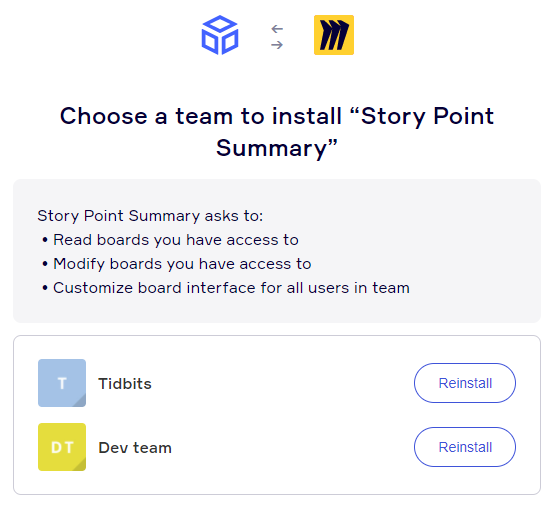 Choose a team to install “Story Point
Summary”
Story Point Summary asks to:
• Read boards you have access to
• Modify boards you have access to
• Customize board interface for all users in team
T Tidbits Reinstall
DT Dev team Reinstall